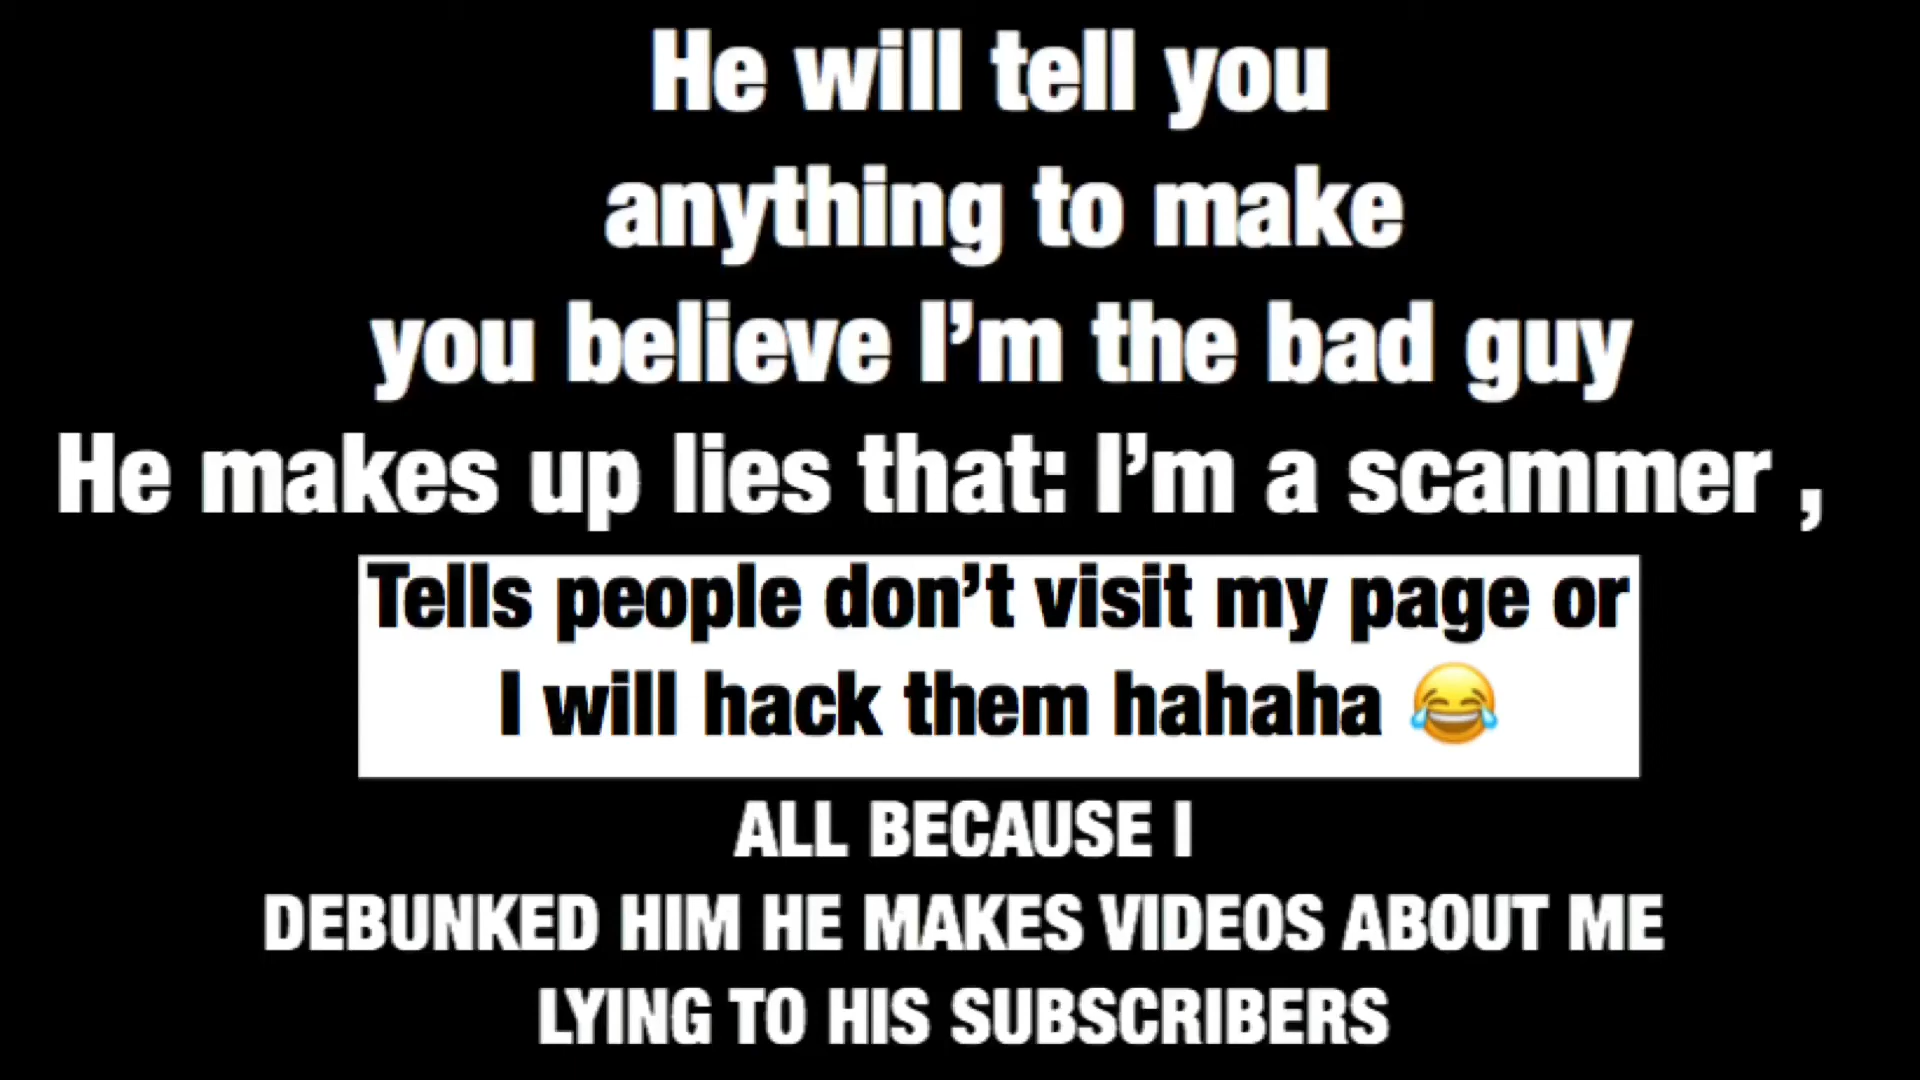 He will tell you
anything to make
you believe I’m the bad guy
He makes up lies that: I’m a scammer ,
Tells people don’t visit my page or
I will hack them hahaha 😂
ALL BECAUSE I
DEBUNKED HIM HE MAKES VIDEOS ABOUT ME
LYING TO HIS SUBSCRIBERS